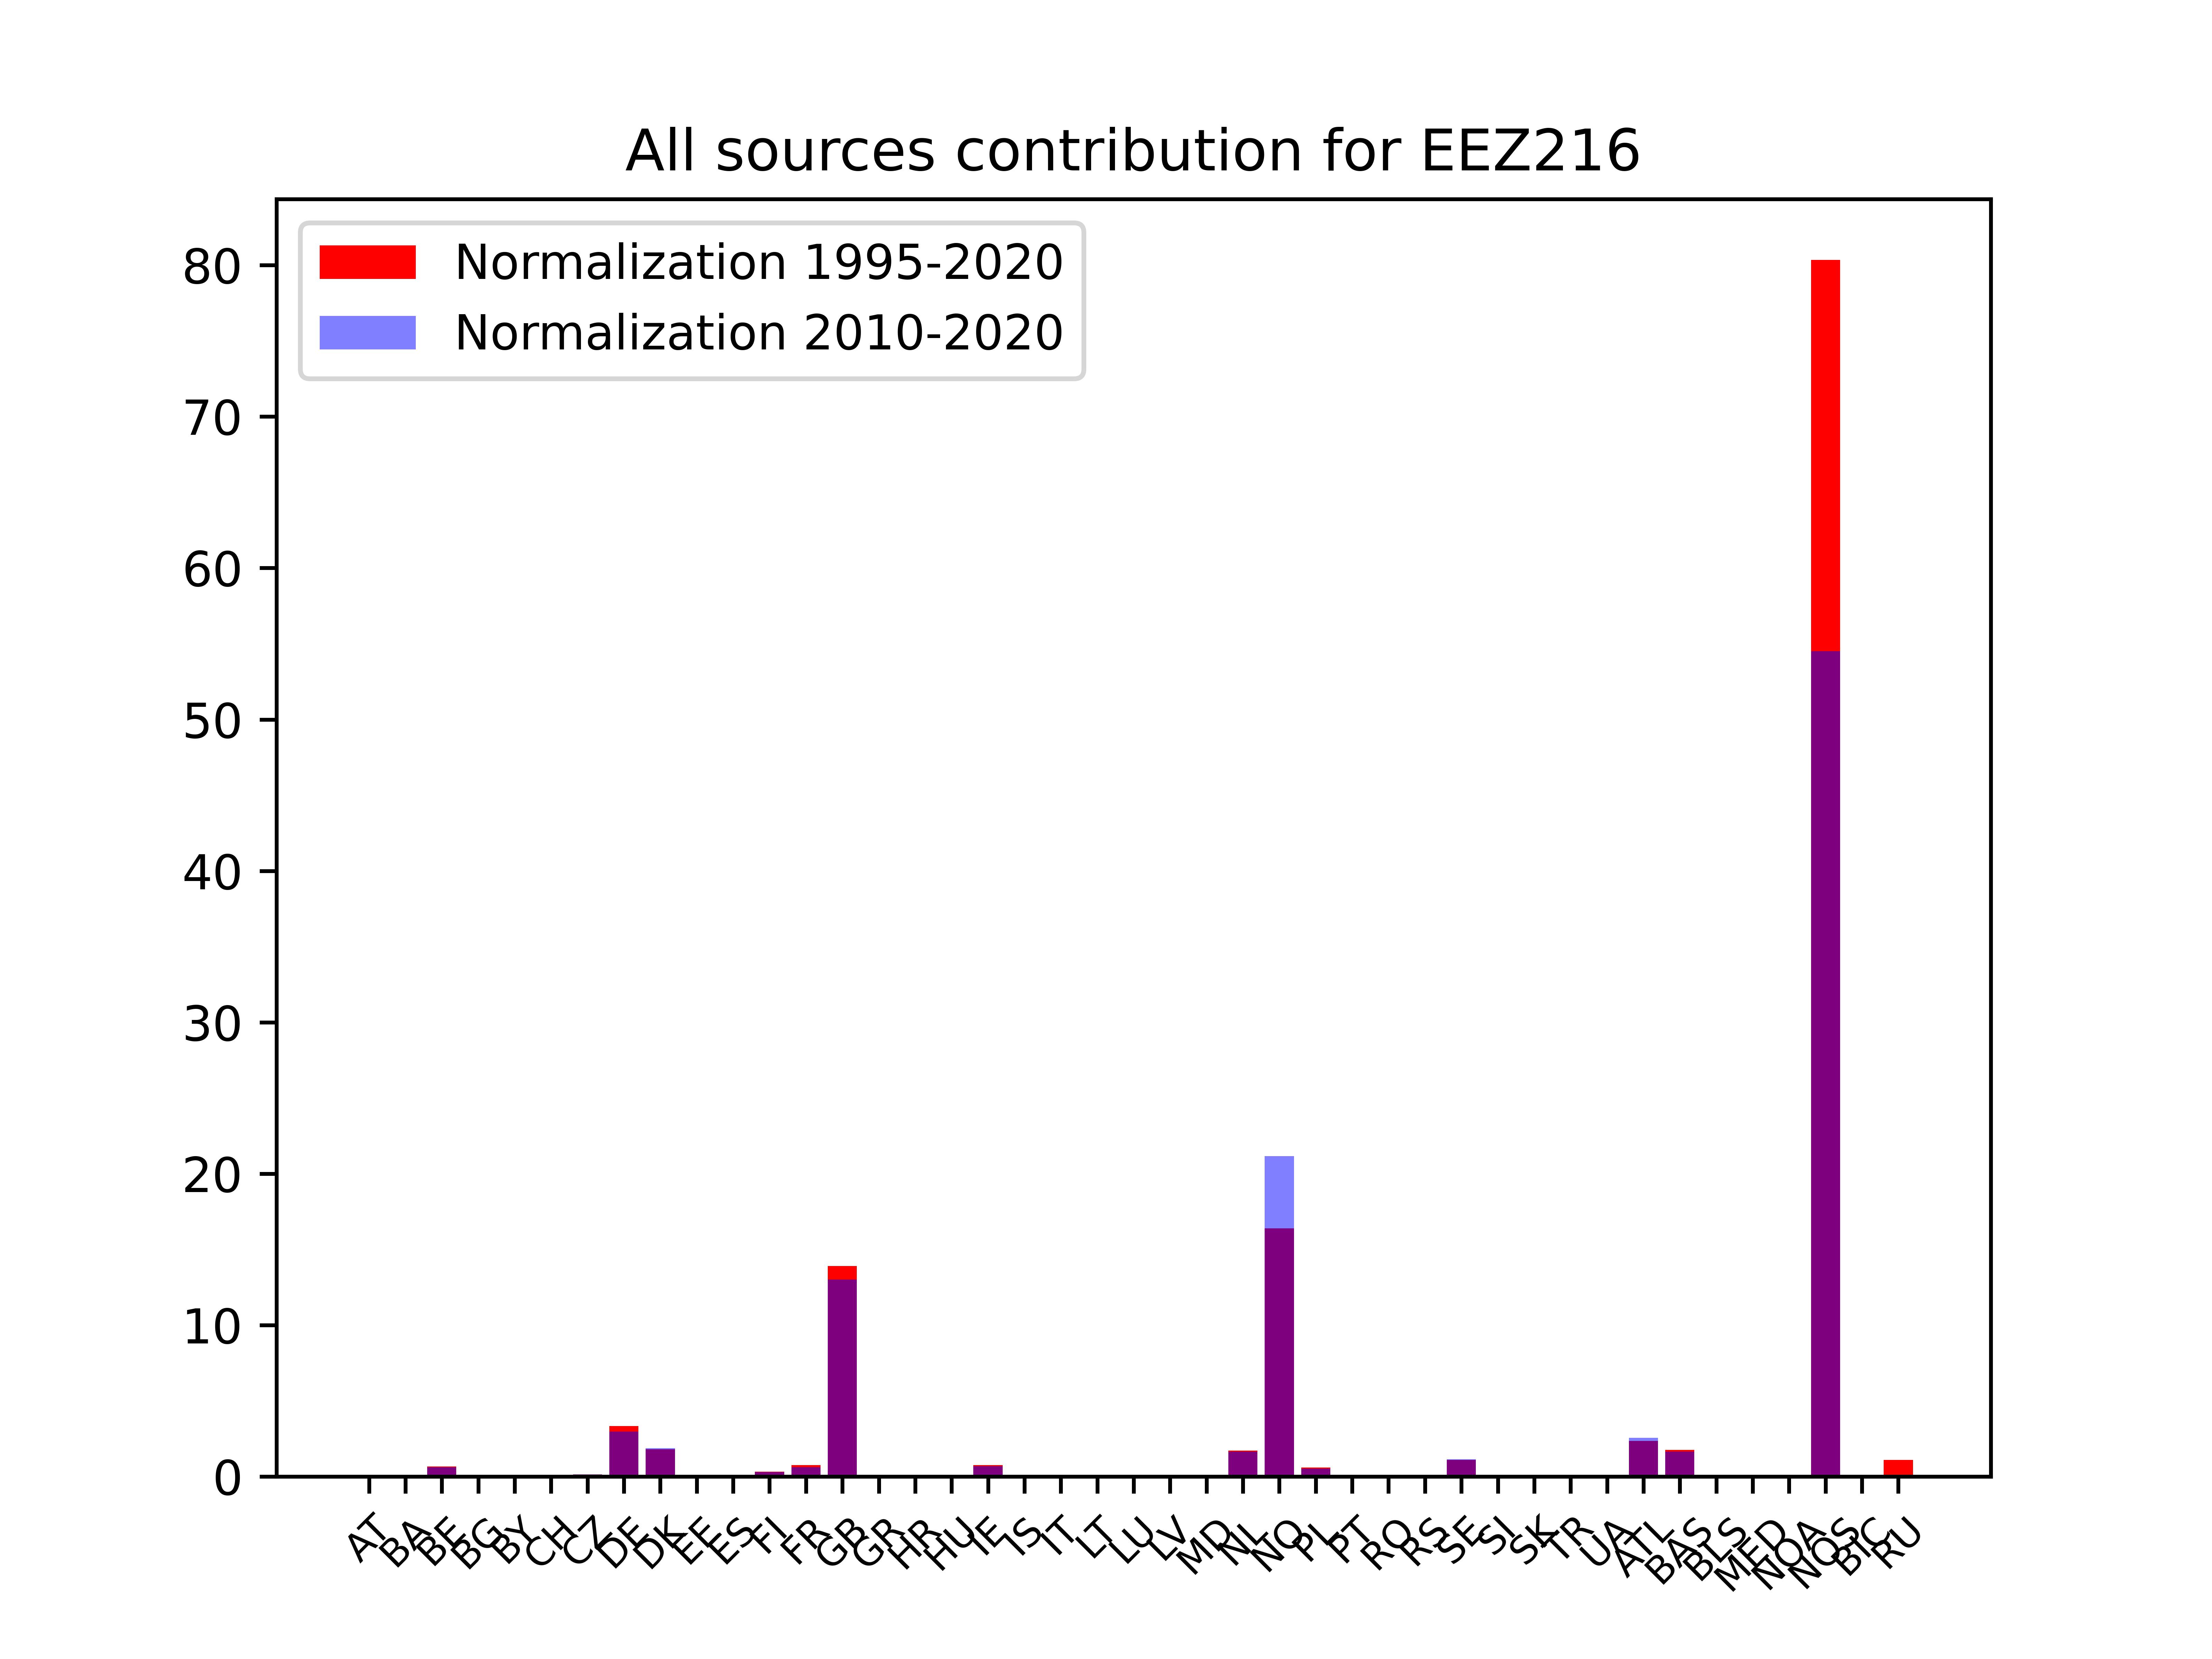 All sources contribution for EEZ216
Normalization 1995-2020
Normalization 2010-2020
80
70
60
50
40
30
20
10
0
AT
BA
BE
BG
BY
CH
CZ
DE
DK
EE
ES
FI
FR
GB
GR
HR
HU
IE
IS
IT
LT
LU
LV
MD
NL
NO
PL
PT
RO
RS
SE
SI
SK
TR
UA
ATL
BAS
BLS
MED
NOA
NOS
BIC
RU